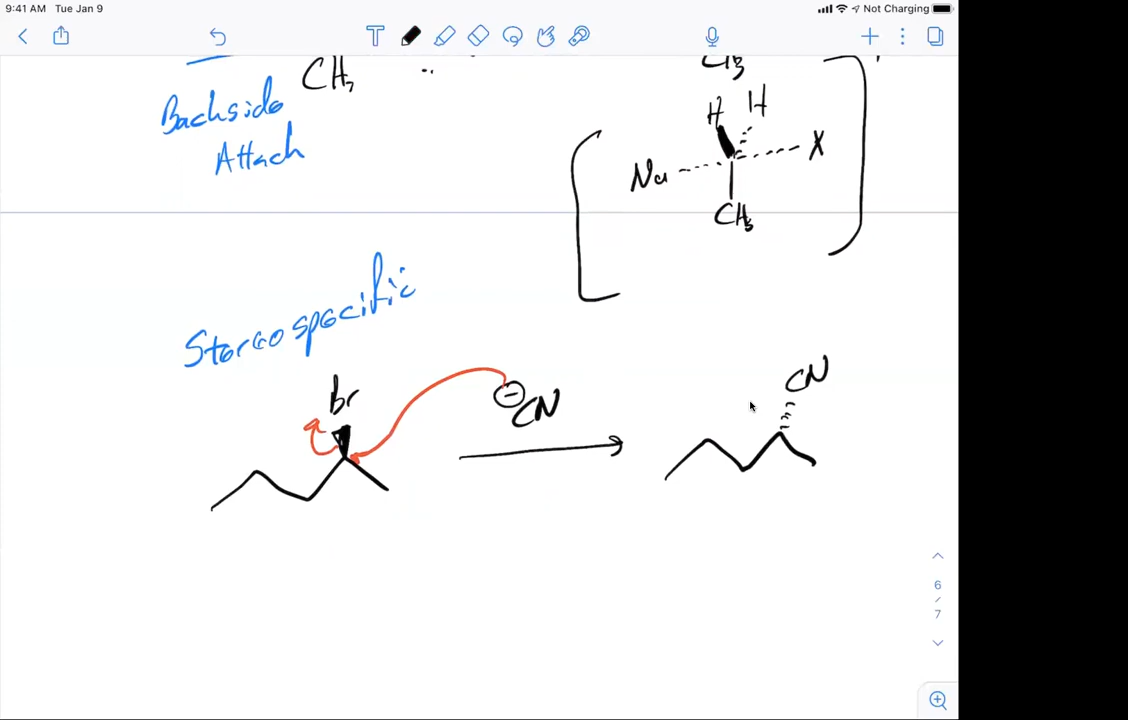 9:41 AM Tue Jan 9
Not Charging
T
CH3
CH3
Backside
Attack
H H
Nu X
CH3
Stereospecific
Br
CN
CN
6
/
7